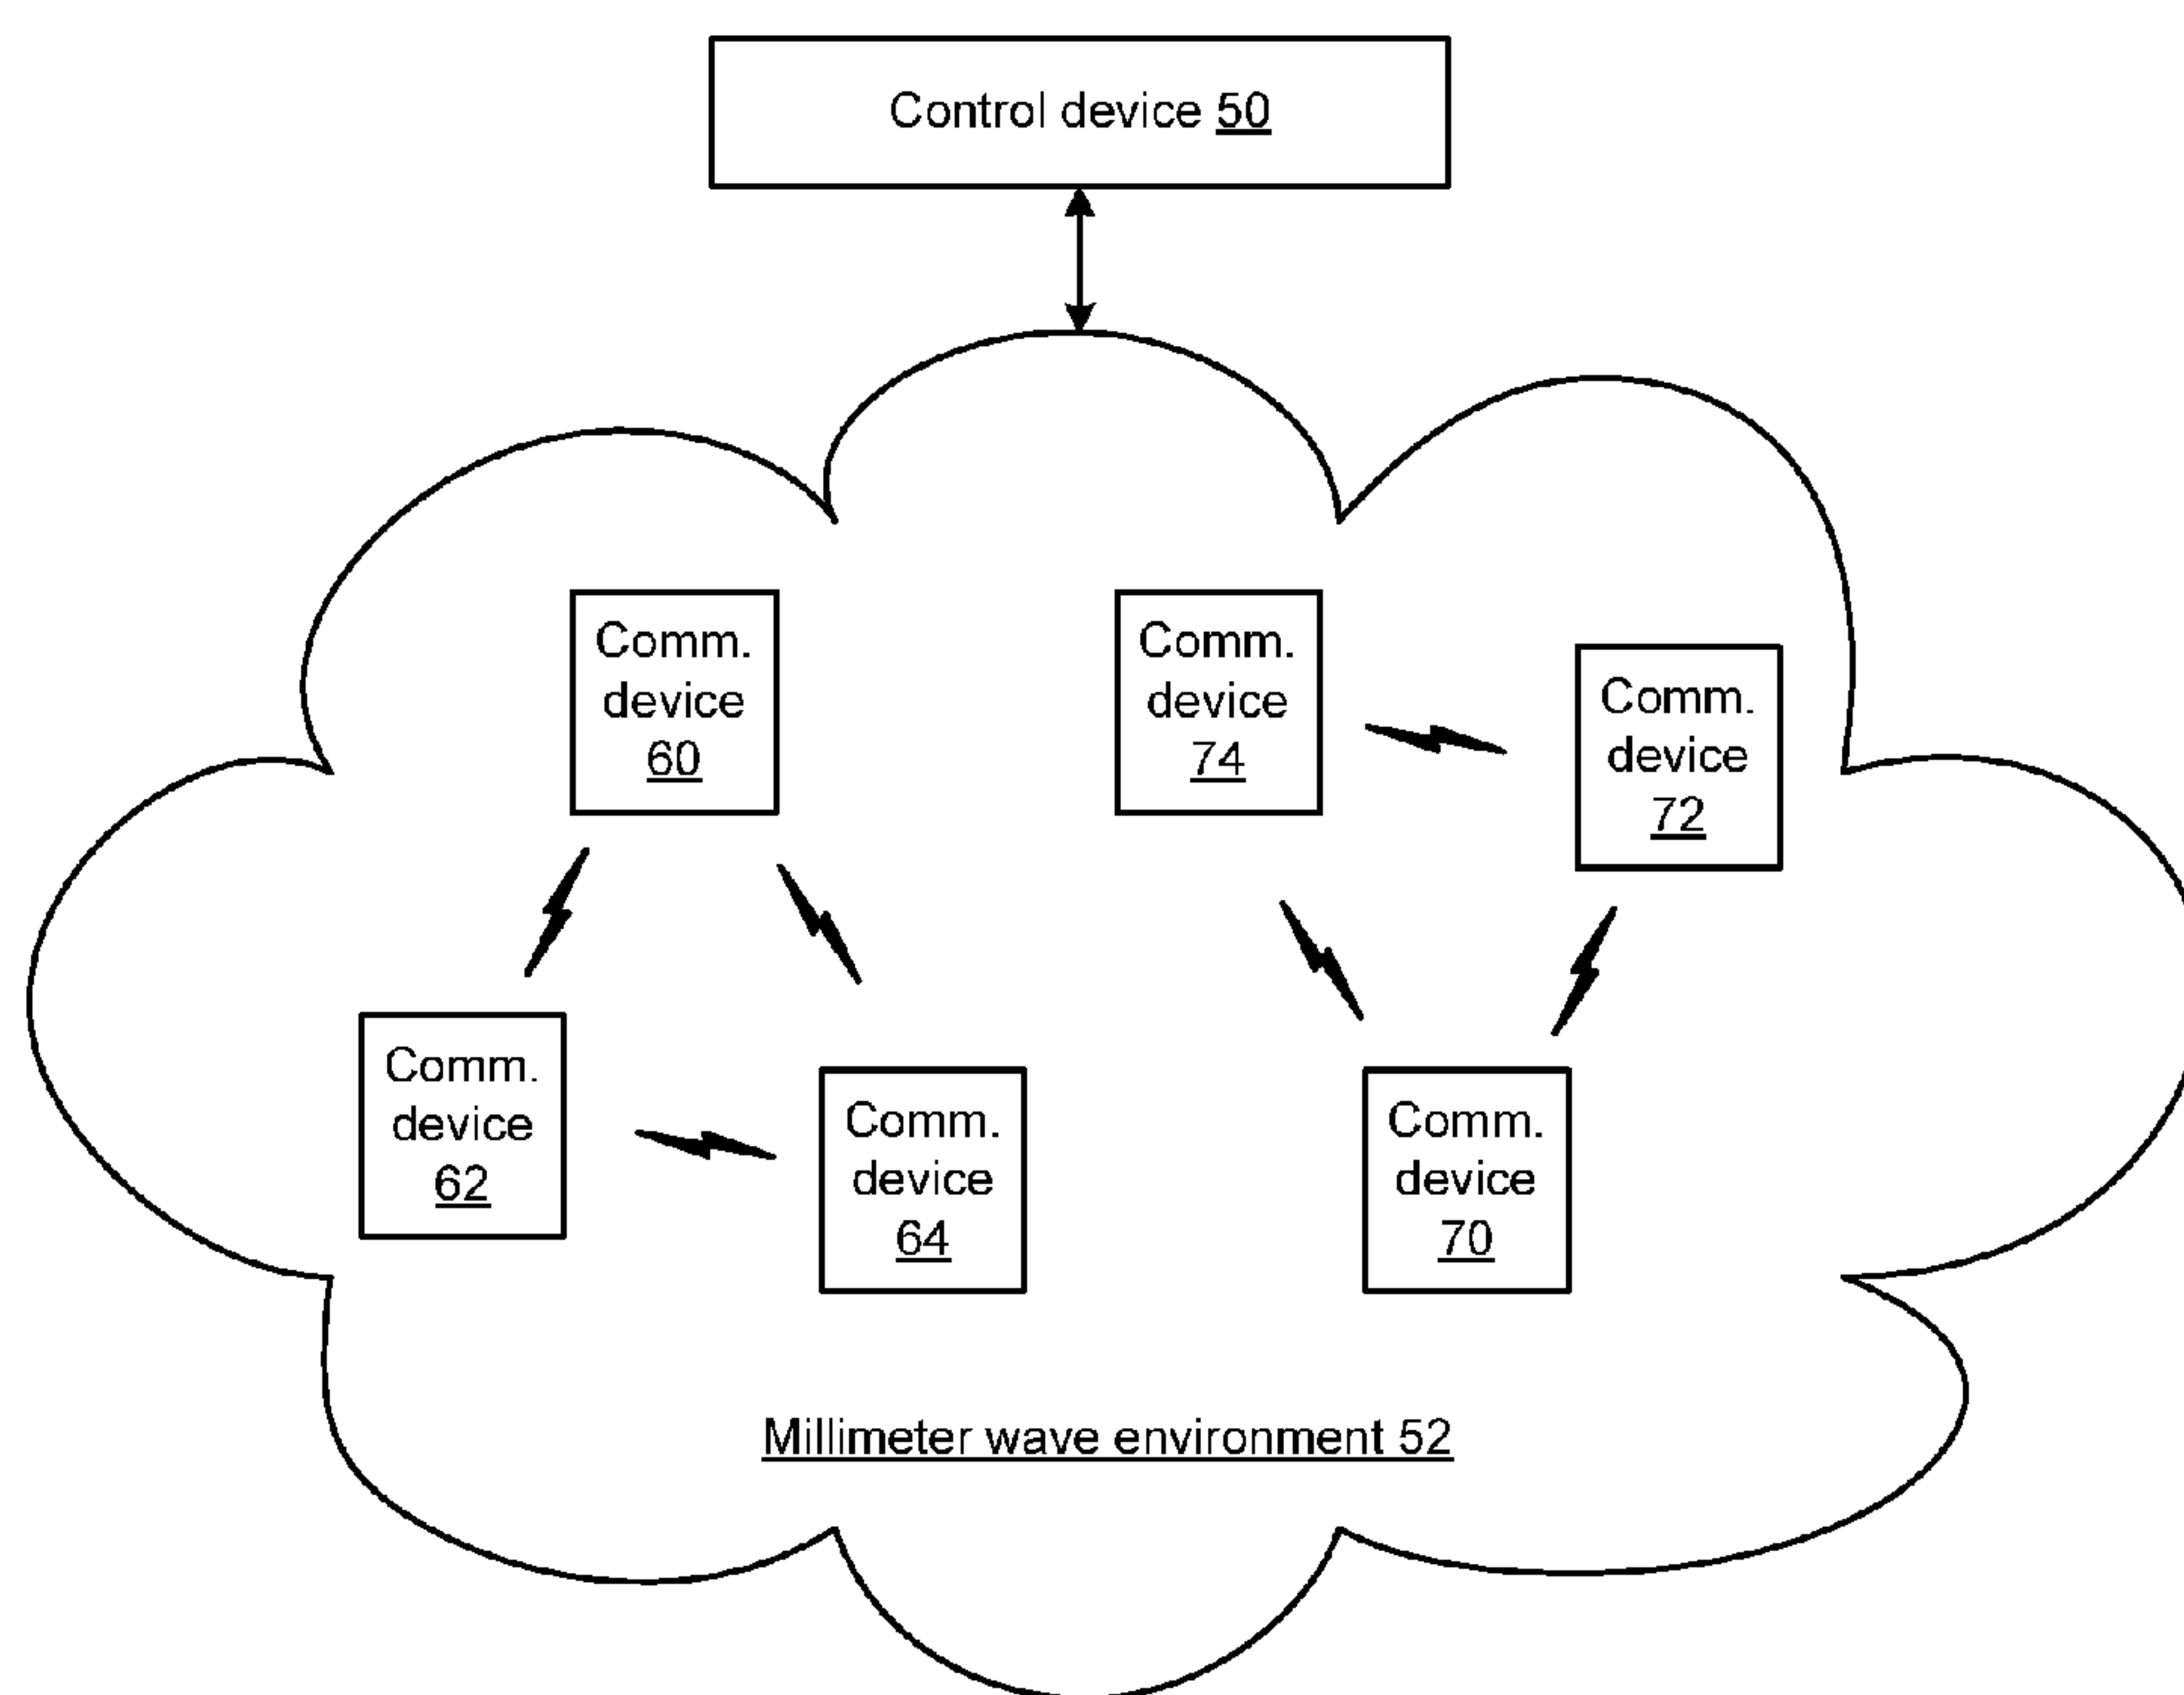 Control device 50
Comm.
device
60
Comm.
device
74
Comm.
device
72
Comm.
device
62
Comm.
device
64
Comm.
device
70
Millimeter wave environment 52